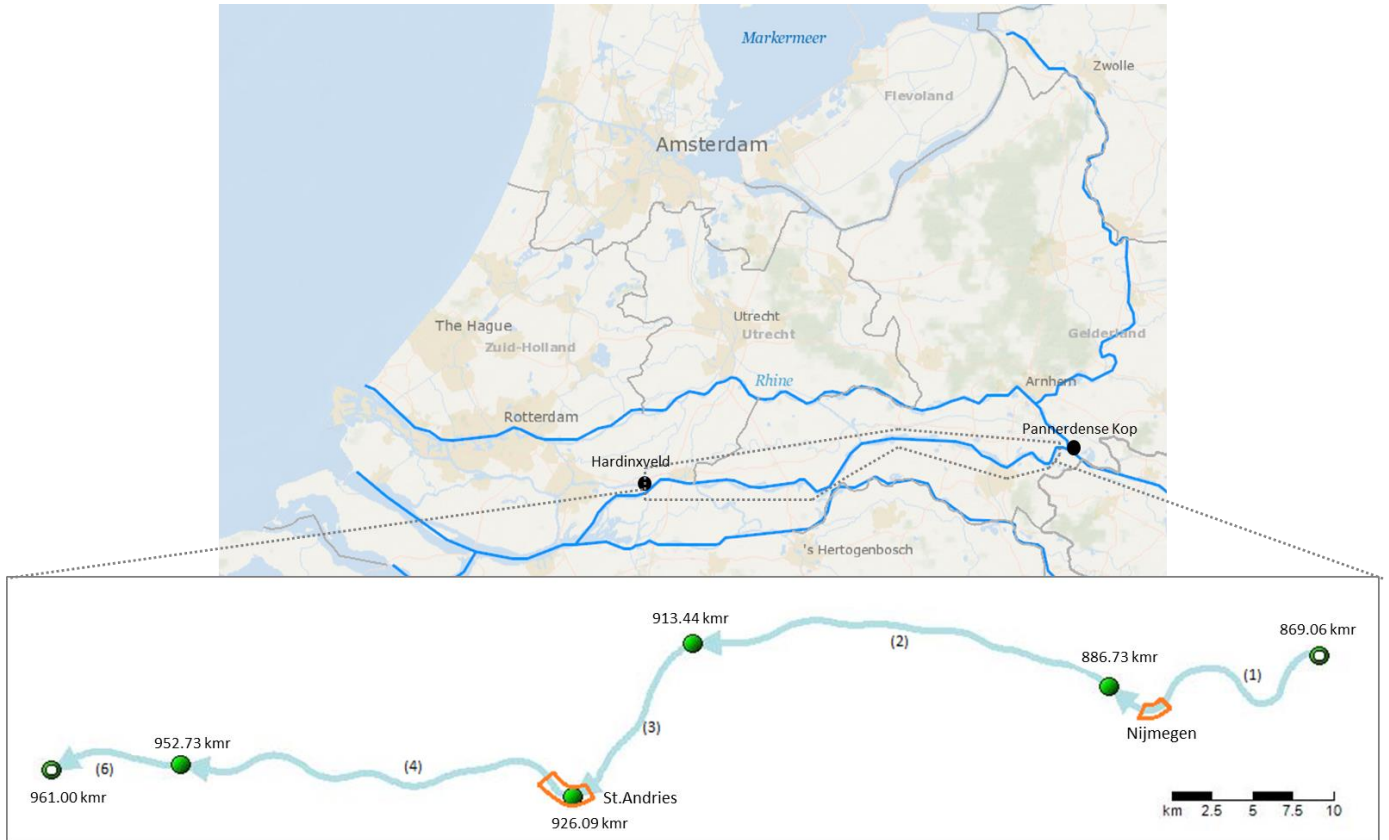 Markermeer
Zwolle
Flevoland
Amsterdam
Utrecht
Utrecht
The Hague
Zuid-Holland
Gelderland
Rhine
Arnhem
Rotterdam
Pannerdense Kop
Hardinxveld
's Hertogenbosch
913.44 kmr
869.06 kmr
(2)
886.73 kmr
(1)
(3)
Nijmegen
952.73 kmr
(6)
(4)
961.00 kmr
St.Andries
926.09 kmr
km 2.5 5 7.5 10